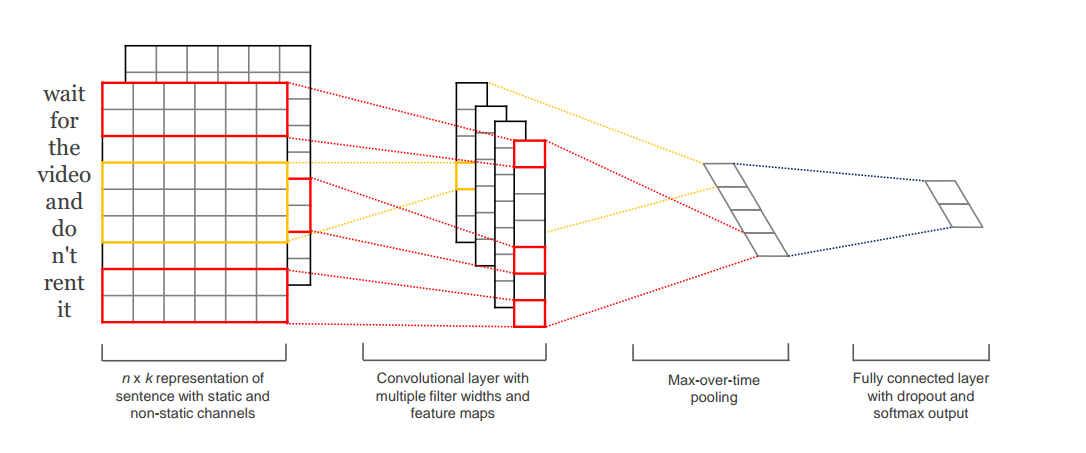 wait
for
the
video
and
do
n't
rent
it
n x k representation of
sentence with static and
non-static channels
Convolutional layer with
multiple filter widths and
feature maps
Max-over-time
pooling
Fully connected layer
with dropout and
softmax output